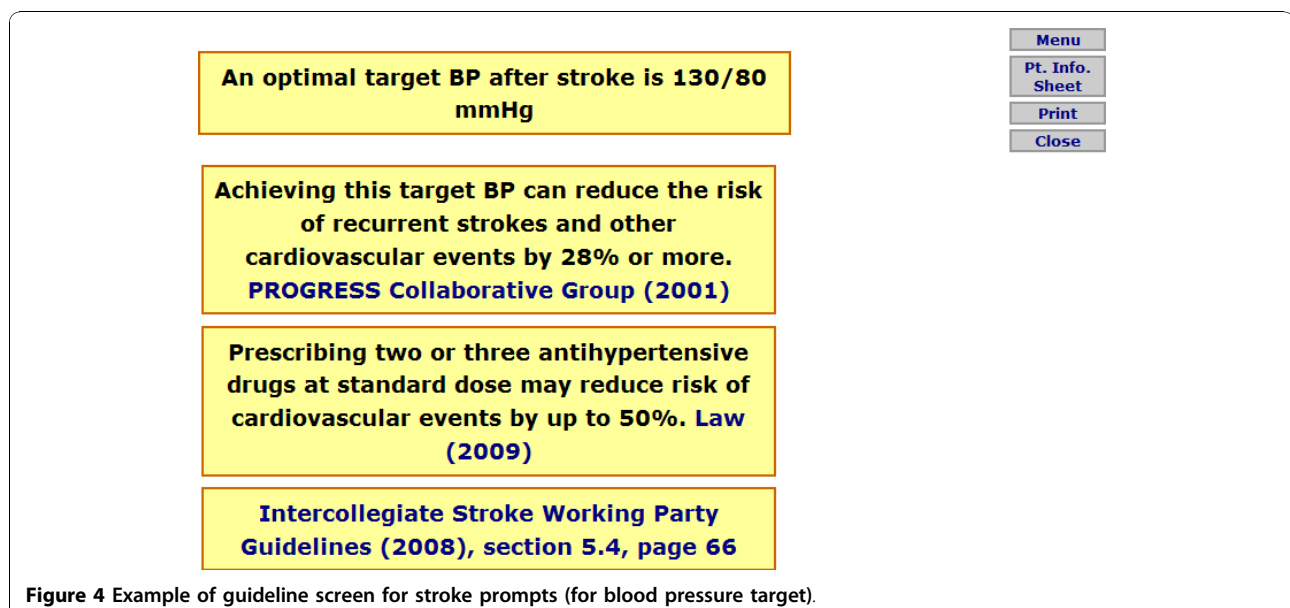 An optimal target BP after stroke is 130/80
mmHg
Menu
Pt. Info.
Sheet
Print
Close
Achieving this target BP can reduce the risk
of recurrent strokes and other
cardiovascular events by 28% or more.
PROGRESS Collaborative Group (2001)
Prescribing two or three antihypertensive
drugs at standard dose may reduce risk of
cardiovascular events by up to 50%. Law
(2009)
Intercollegiate Stroke Working Party
Guidelines (2008), section 5.4, page 66
Figure 4 Example of guideline screen for stroke prompts (for blood pressure target).